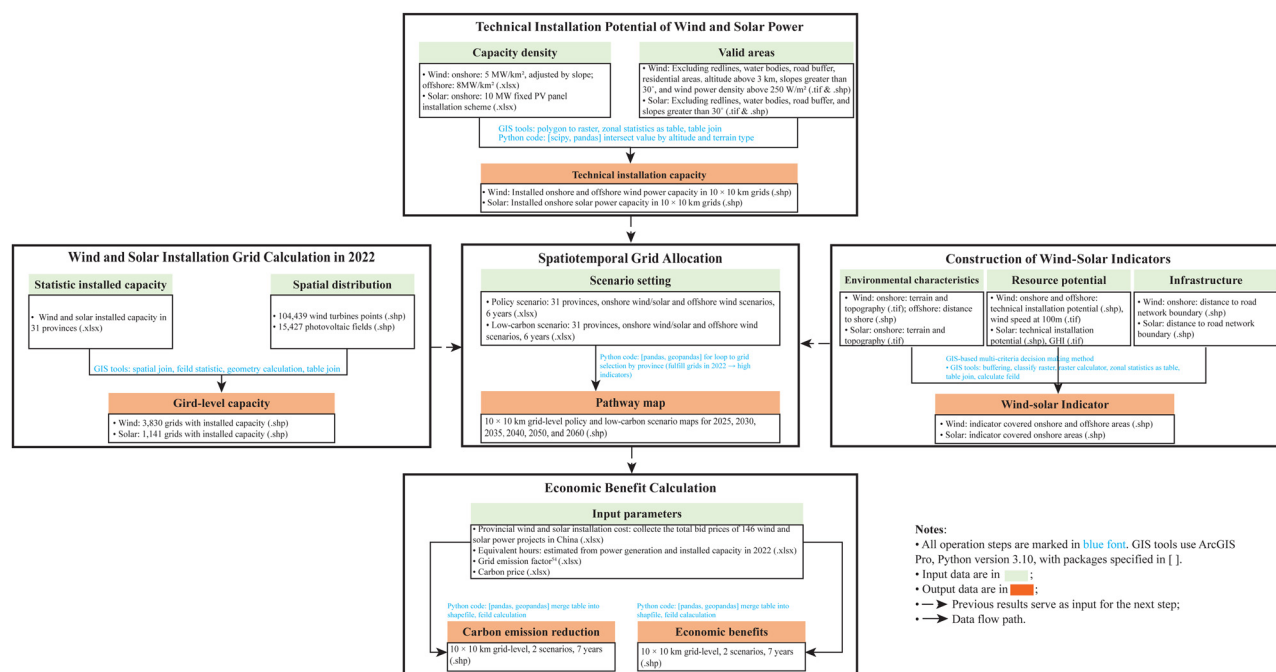 Technical Installation Potential of Wind and Solar Power
Capacity density
• Wind: onshore: 5 MW/km², adjusted by slope;
offshore: 8MW/km² (.xlsx)
• Solar: onshore: 10 MW fixed PV panel
installation scheme (.xlsx)
Valid areas
• Wind: Excluding redlines, water bodies, road buffer,
residential areas, altitude above 3 km, slopes greater than
30˚, and wind power density above 250 W/m² (.tif & .shp)
• Solar: Excluding redlines, water bodies, road buffer, and
slopes greater than 30˚ (.tif & .shp)
GIS tools: polygon to raster, zonal statistics as table, table join
Python code: [scipy, pandas] intersect value by altitude and terrain type
Technical installation capacity
• Wind: Installed onshore and offshore wind power capacity in 10 × 10 km grids (.shp)
• Solar: Installed onshore solar power capacity in 10 × 10 km grids (.shp)
Wind and Solar Installation Grid Calculation in 2022
Statistic installed capacity
• Wind and solar installed capacity in
31 provinces (.xlsx)
Spatial distribution
• 104,439 wind turbines points (.shp)
• 15,427 photovoltaic fields (.shp)
GIS tools: spatial join, feild statistic, geometry calculation, table join
Gird-level capacity
• Wind: 3,830 grids with installed capacity (.shp)
• Solar: 1,141 grids with installed capacity (.shp)
Spatiotemporal Grid Allocation
Scenario setting
• Policy scenario: 31 provinces, onshore wind/solar and offshore wind scenarios,
6 years (.xlsx)
• Low-carbon scenario: 31 provinces, onshore wind/solar and offshore wind
scenarios, 6 years (.xlsx)
Python code: [pandas, geopandas] for loop to grid
selection by province (fulfill grids in 2022 → high
indicators)
Pathway map
10 × 10 km grid-level policy and low-carbon scenario maps for 2025, 2030,
2035, 2040, 2050, and 2060 (.shp)
Construction of Wind-Solar Indicators
Environmental characteristics
• Wind: onshore: terrain and
topography (.tif); offshore: distance
to shore (.shp)
• Solar: onshore: terrain and
topography (.tif)
Resource potential
• Wind: onshore and offshore:
technical installation potential (.shp),
wind speed at 100m (.tif)
• Solar: technical installation
potential (.shp), GHI (.tif)
Infrastructure
• Wind: onshore: distance to road
network boundary (.shp)
• Solar: distance to road network
boundary (.shp)
GIS-based multi-criteria decision making method
• GIS tools: buffering, classify raster, raster calculator, zonal statistics as table,
table join, calculate feild
Wind-solar Indicator
• Wind: indicator covered onshore and offshore areas (.shp)
• Solar: indicator covered onshore areas (.shp)
Economic Benefit Calculation
Input parameters
• Provincial wind and solar installation cost: collect the total bid prices of 146 wind and
solar power projects in China (.xlsx)
• Equivalent hours: estimated from power generation and installed capacity in 2022 (.xlsx)
• Grid emission factor⁵⁴ (.xlsx)
• Carbon price (.xlsx)
Python code: [pandas, geopandas] merge table into
shapefile, feild calculation
Carbon emission reduction
10 × 10 km grid-level, 2 scenarios, 7 years
(.shp)
Python code: [pandas, geopandas] merge table into
shapefile, feild calaculation
Economic benefits
10 × 10 km grid-level, 2 scenarios, 7 years
(.shp)
Notes:
• All operation steps are marked in blue font. GIS tools use ArcGIS
Pro, Python version 3.10, with packages specified in [ ].
• Input data are in ;
• Output data are in ;
• Previous results serve as input for the next step;
• Data flow path.